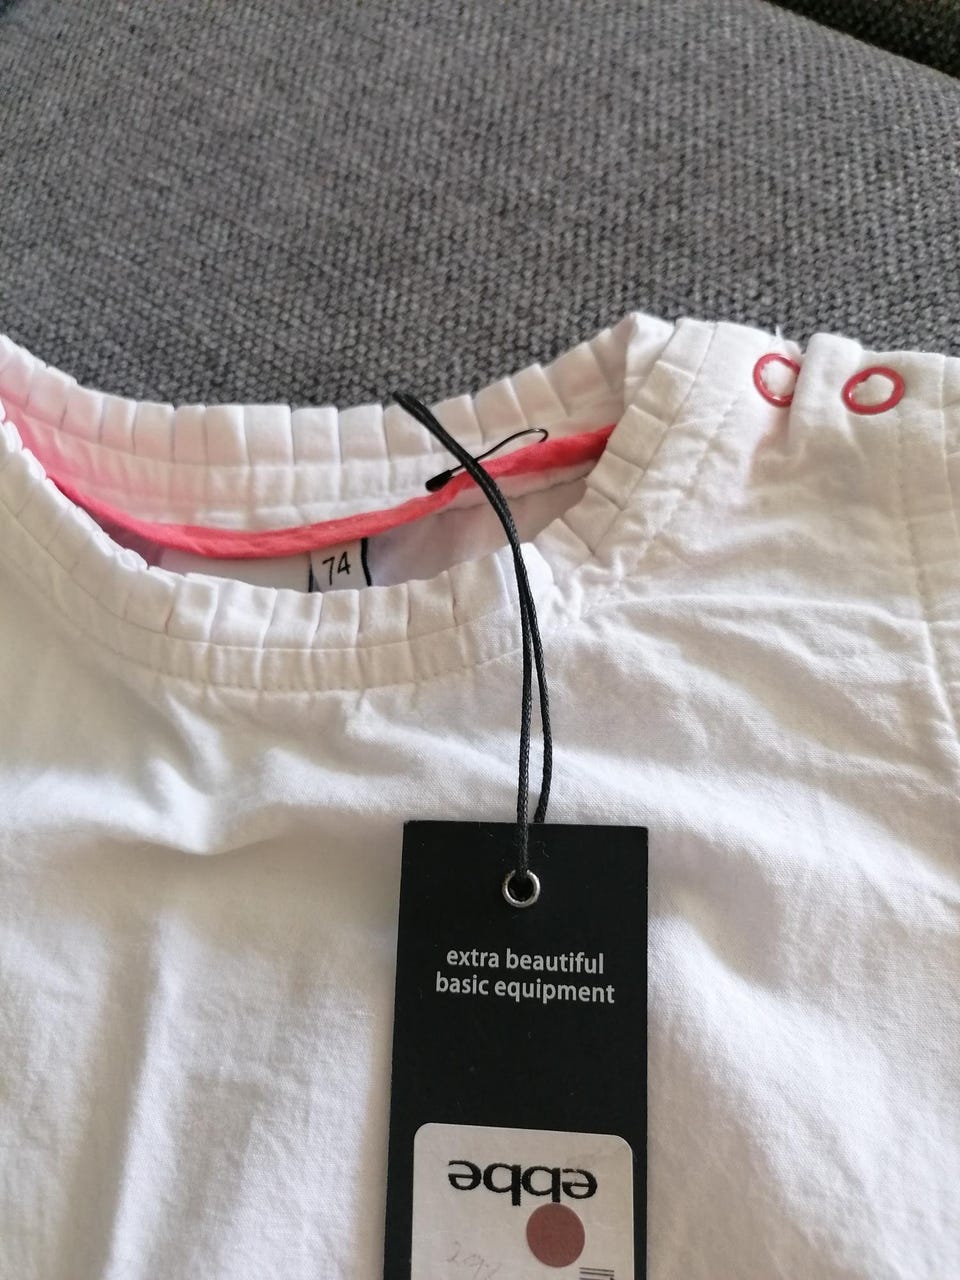 74
extra beautiful
basic equipment
ebbe